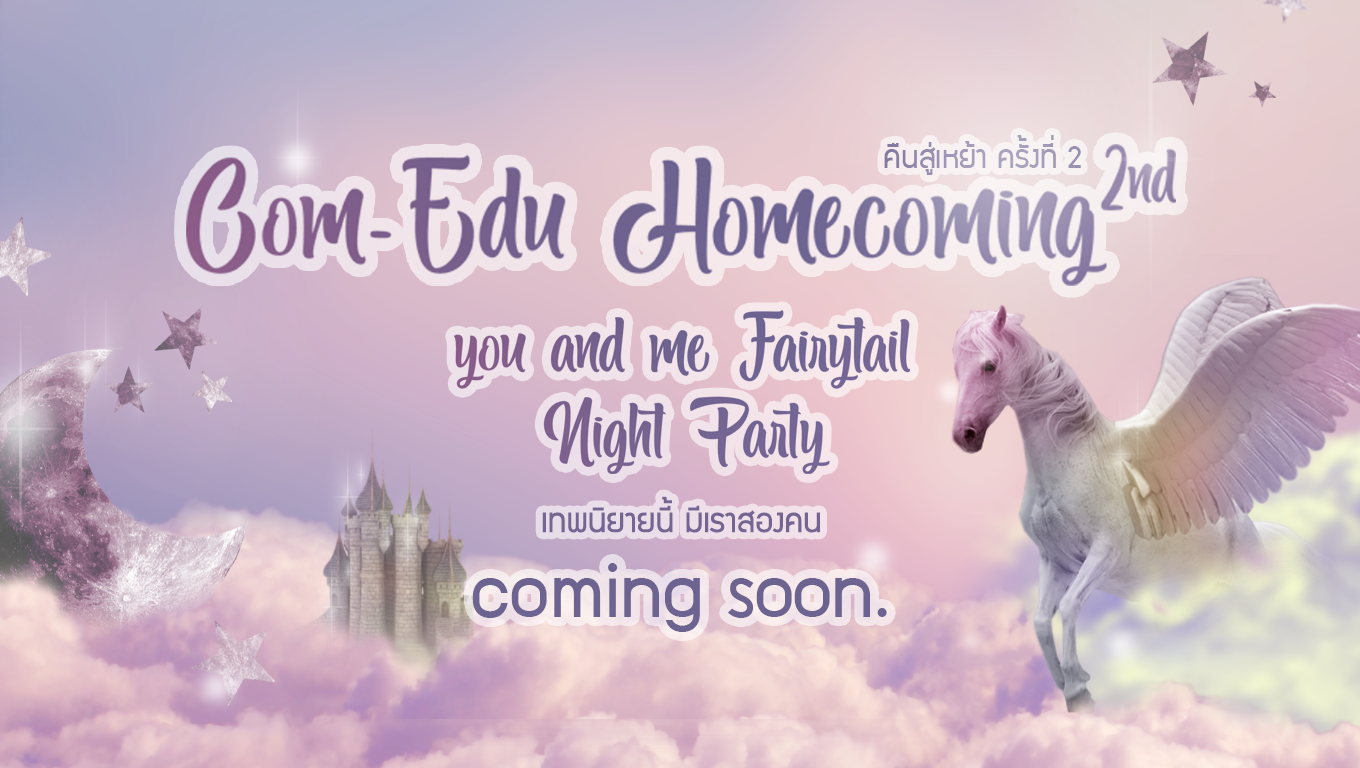 คืนสู่เหย้า ครั้งที่ 2
Com-Edu Homecoming 2nd
you and me Fairytail
Night Party
เทพนิยายนี้ มีเราสองคน
coming soon.